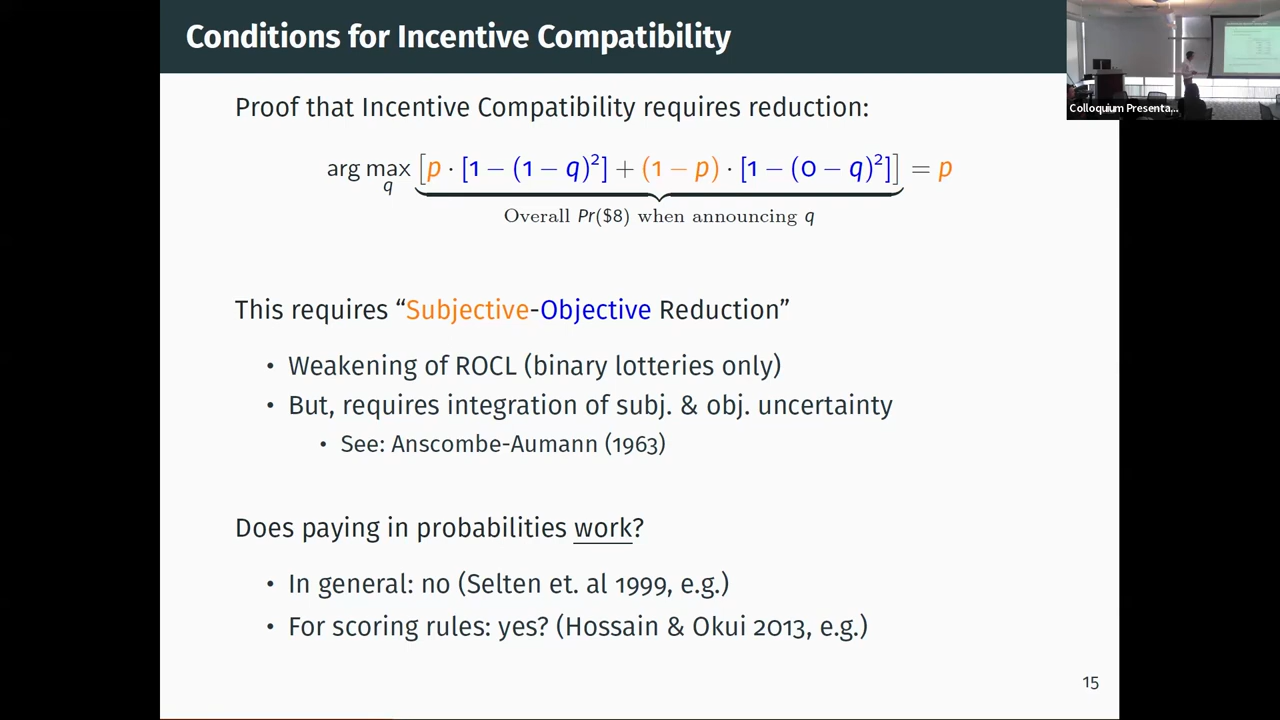 Conditions for Incentive Compatibility
Colloquium Presenta...
Proof that Incentive Compatibility requires reduction:
arg max_q [p · [1 − (1 − q)²] + (1 − p) · [1 − (0 − q)²]] = p
Overall Pr($8) when announcing q
This requires “Subjective-Objective Reduction”
• Weakening of ROCL (binary lotteries only)
• But, requires integration of subj. & obj. uncertainty
• See: Anscombe-Aumann (1963)
Does paying in probabilities work?
• In general: no (Selten et. al 1999, e.g.)
• For scoring rules: yes? (Hossain & Okui 2013, e.g.)
15